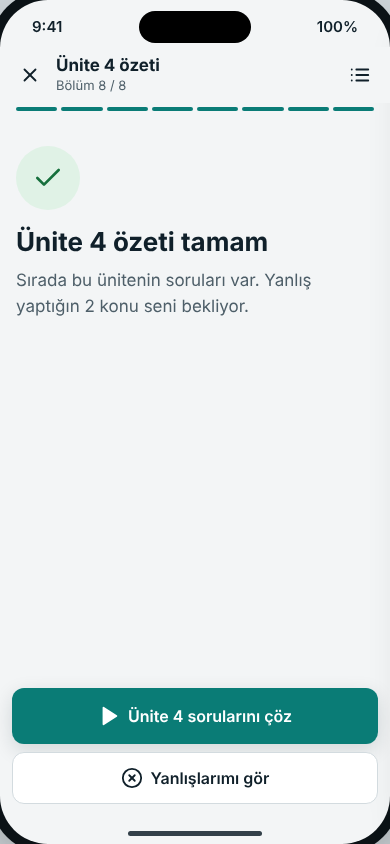 9:41
100%
Ünite 4 özeti
Bölüm 8 / 8
Ünite 4 özeti tamam
Sırada bu ünitenin soruları var. Yanlış
yaptığın 2 konu seni bekliyor.
Ünite 4 sorularını çöz
Yanlışlarımı gör